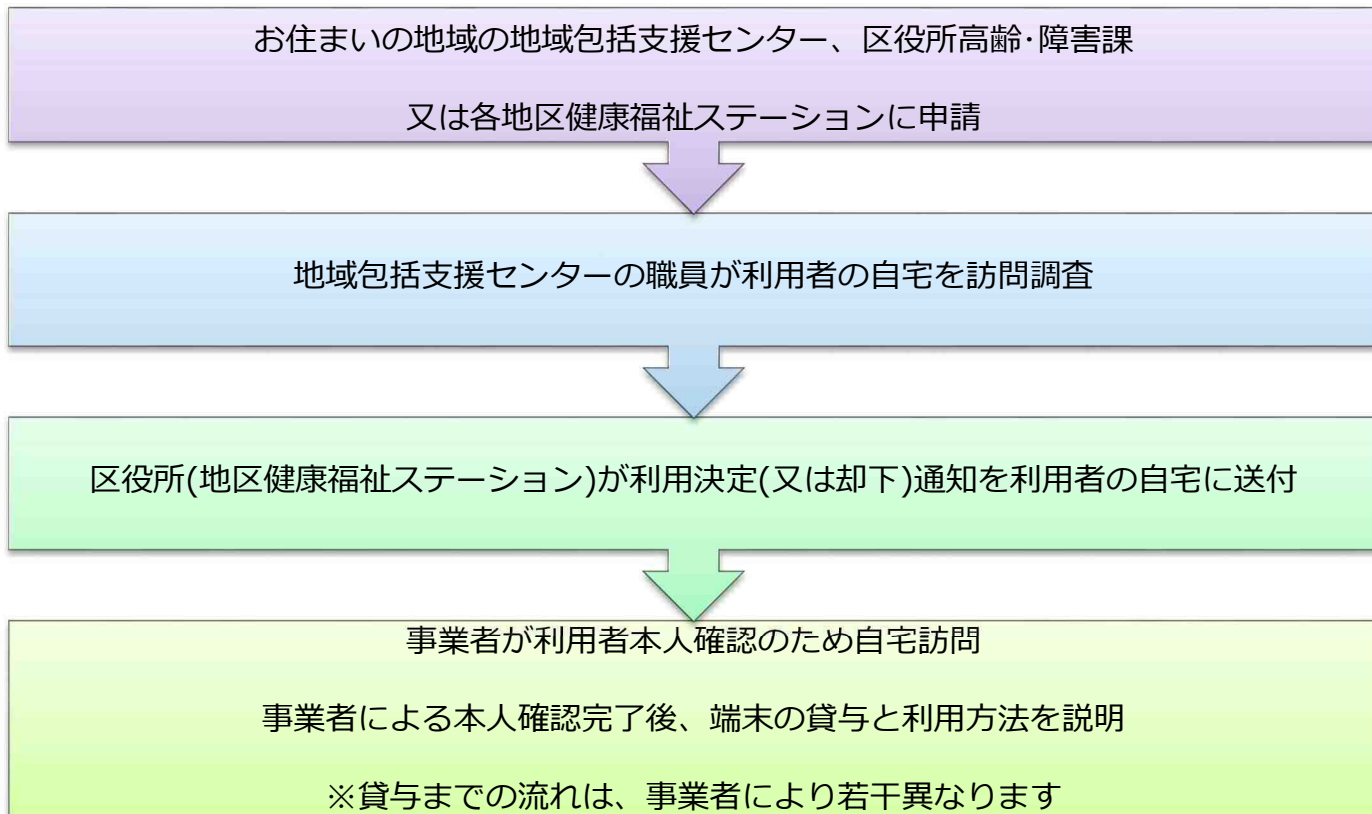 お住まいの地域の地域包括支援センター、区役所高齢･障害課
又は各地区健康福祉ステーションに申請
地域包括支援センターの職員が利用者の自宅を訪問調査
区役所(地区健康福祉ステーション)が利用決定(又は却下)通知を利用者の自宅に送付
事業者が利用者本人確認のため自宅訪問
事業者による本人確認完了後、端末の貸与と利用方法を説明
※貸与までの流れは、事業者により若干異なります